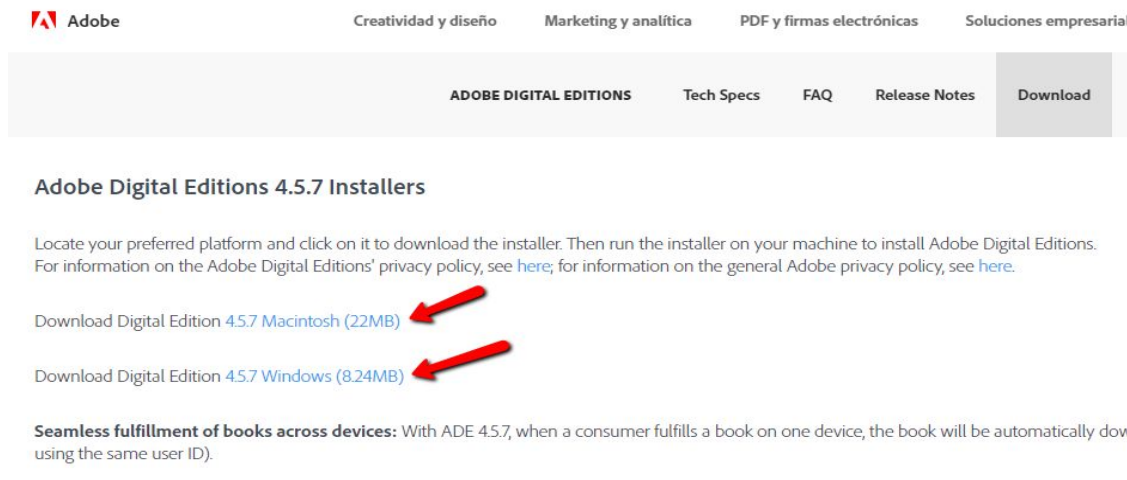 Adobe Creatividad y diseño Marketing y analítica PDF y firmas electrónicas Soluciones
ADOBE DIGITAL EDITIONS Tech Specs FAQ Release Notes Download
Adobe Digital Editions 4.5.7 Installers
Locate your preferred platform and click on it to download the installer. Then run the installer on your machine to install Adobe Digital Editions.
For information on the Adobe Digital Editions' privacy policy, see here; for information on the general Adobe privacy policy, see here.
Download Digital Edition 4.5.7 Macintosh (22MB)
Download Digital Edition 4.5.7 Windows (8.24MB)
Seamless fulfillment of books across devices: With ADE 4.5.7, when a consumer fulfills a book on one device, the book will be automatically
using the same user ID).